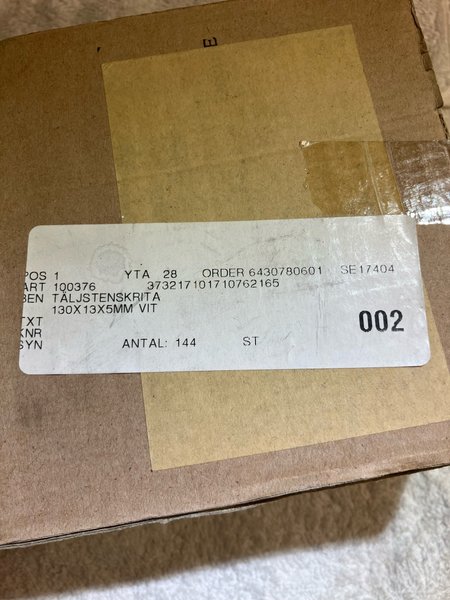 E
POS 1 YTA 28 ORDER 6430780601 SE17404
ART 100376 373217101710762165
BEN TÄLJSTENSKRITA
130X13X5MM VIT
TXT
KNR 002
SYN ANTAL: 144 ST